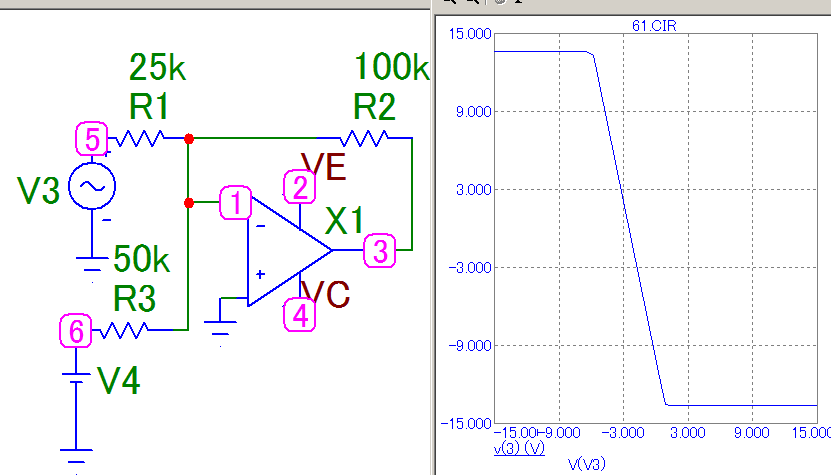 25k
R1
100k
R2
5
V3
-
VE
2
1
X1
-
3
+
50k
R3
VC
4
6
V4
61.CIR
15.000
9.000
3.000
-3.000
-9.000
-15.000
-15.00 -9.000 -3.000 3.000 9.000 15.000
v(3) (V)
V(V3)